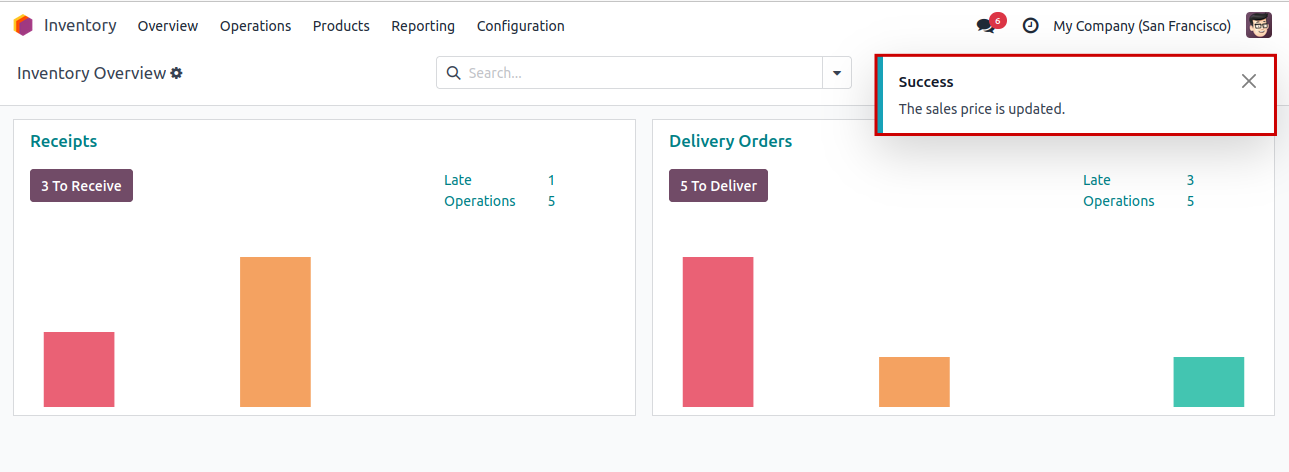 Inventory Overview Operations Products Reporting Configuration 6 My Company (San Francisco)
Inventory Overview Search...
Success
The sales price is updated.
Receipts
3 To Receive
Late 1
Operations 5
Delivery Orders
5 To Deliver
Late 3
Operations 5